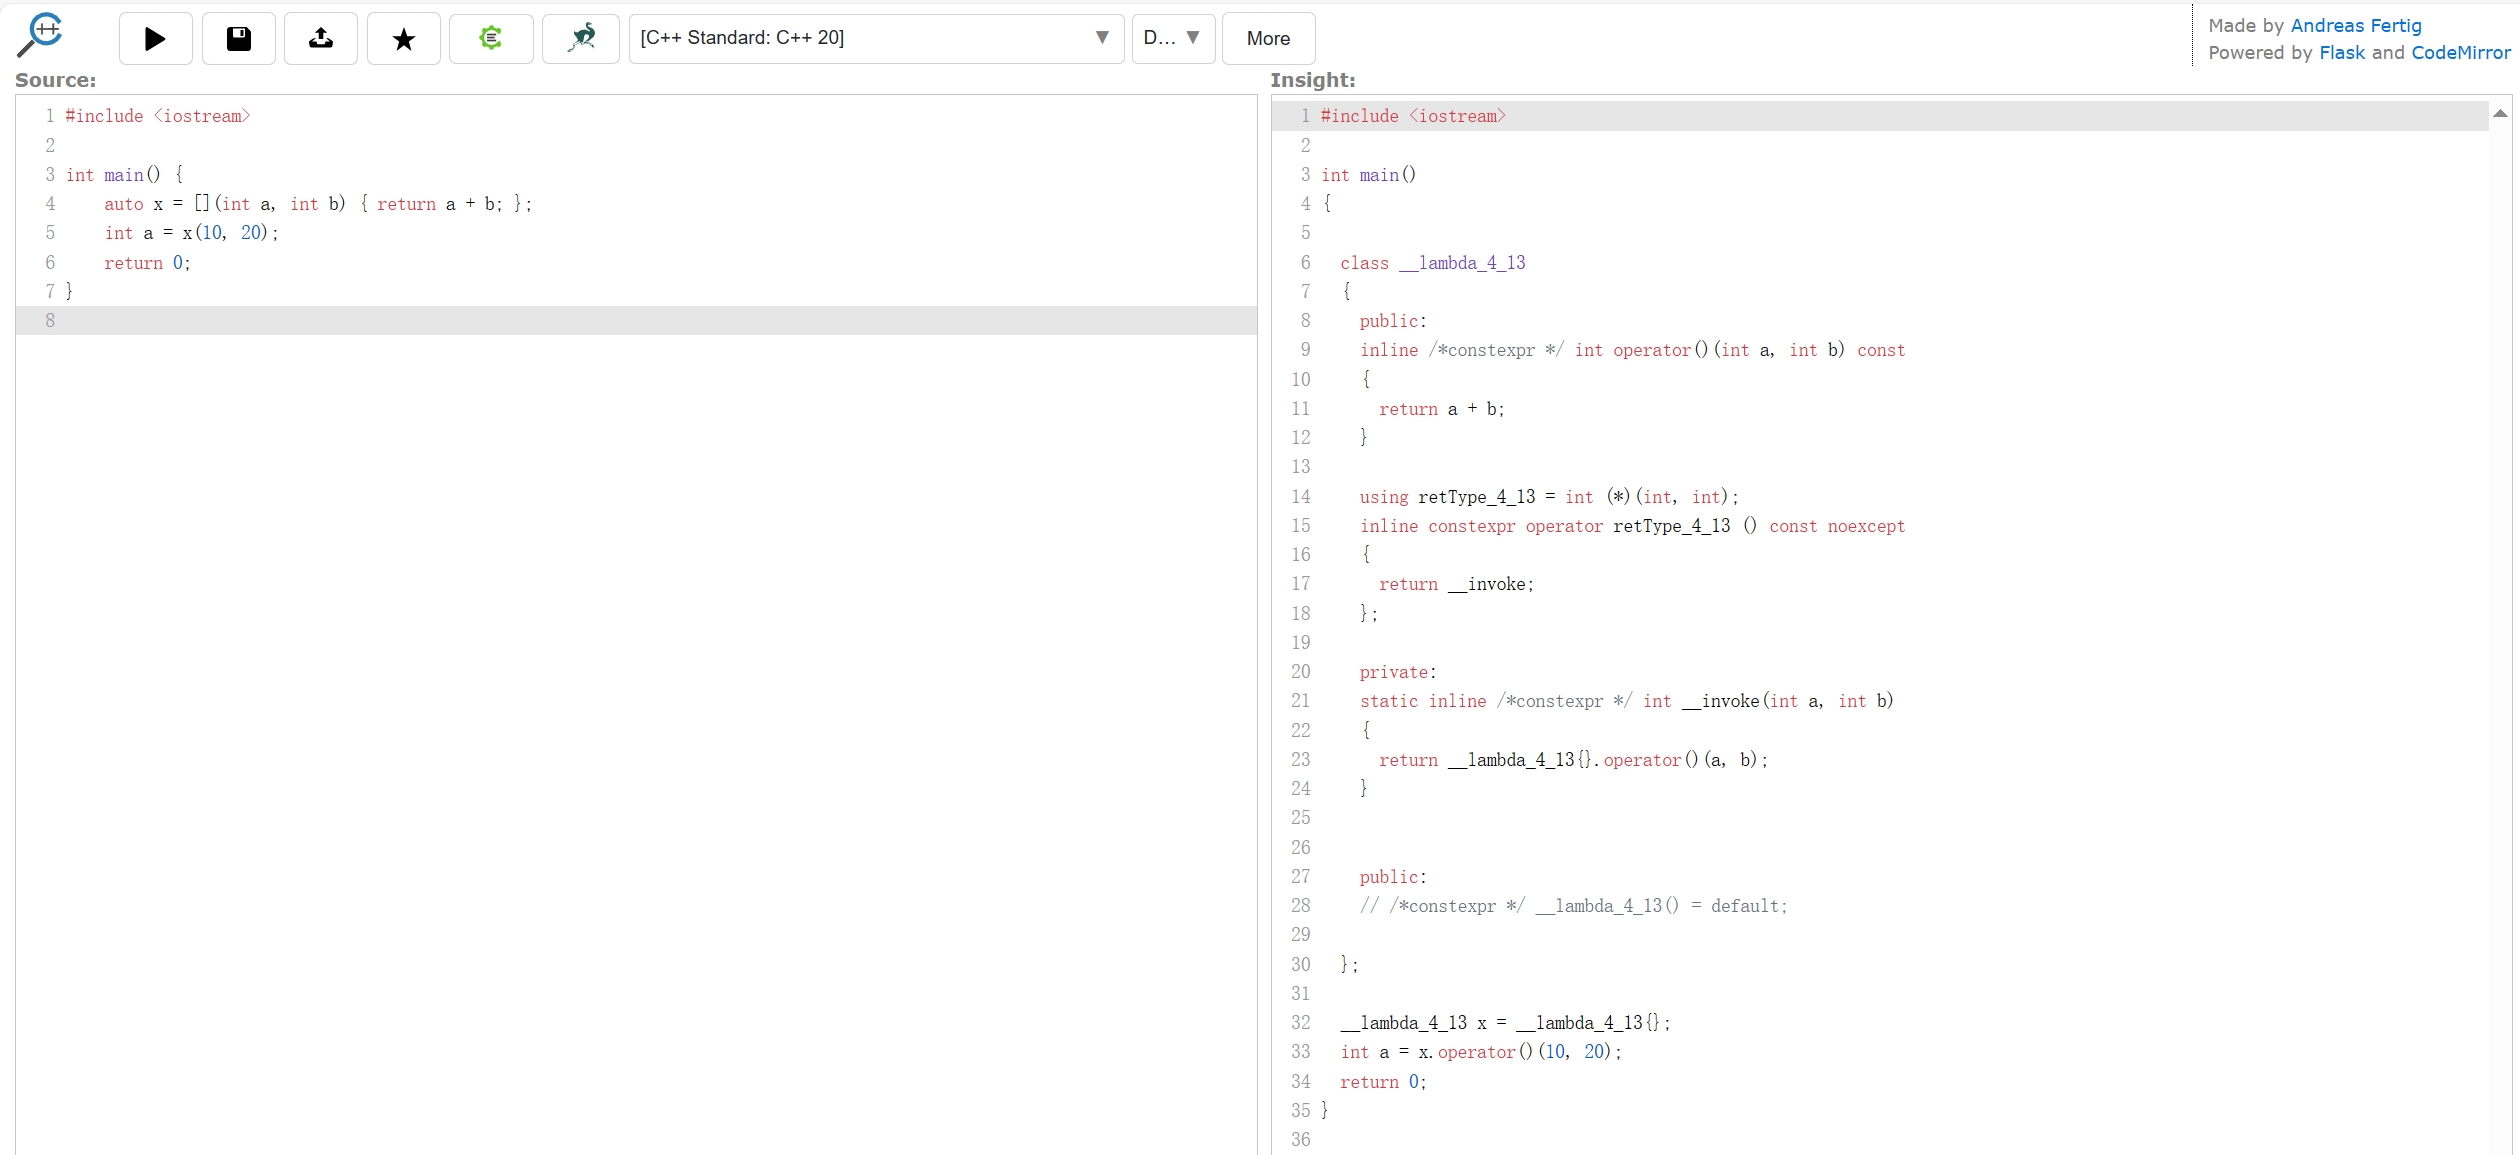 [C++ Standard: C++ 20]
D...
More
Made by Andreas Fertig
Powered by Flask and CodeMirror
Source:
1 #include <iostream>
2
3 int main() {
4     auto x = [](int a, int b) { return a + b; };
5     int a = x(10, 20);
6     return 0;
7 }
8
Insight:
1 #include <iostream>
2
3 int main()
4 {
5
6   class __lambda_4_13
7   {
8     public:
9     inline /*constexpr */ int operator()(int a, int b) const
10     {
11       return a + b;
12     }
13
14     using retType_4_13 = int (*)(int, int);
15     inline constexpr operator retType_4_13 () const noexcept
16     {
17       return __invoke;
18     };
19
20     private:
21     static inline /*constexpr */ int __invoke(int a, int b)
22     {
23       return __lambda_4_13{}.operator()(a, b);
24     }
25
26
27     public:
28     // /*constexpr */ __lambda_4_13() = default;
29
30   };
31
32   __lambda_4_13 x = __lambda_4_13{};
33   int a = x.operator()(10, 20);
34   return 0;
35 }
36